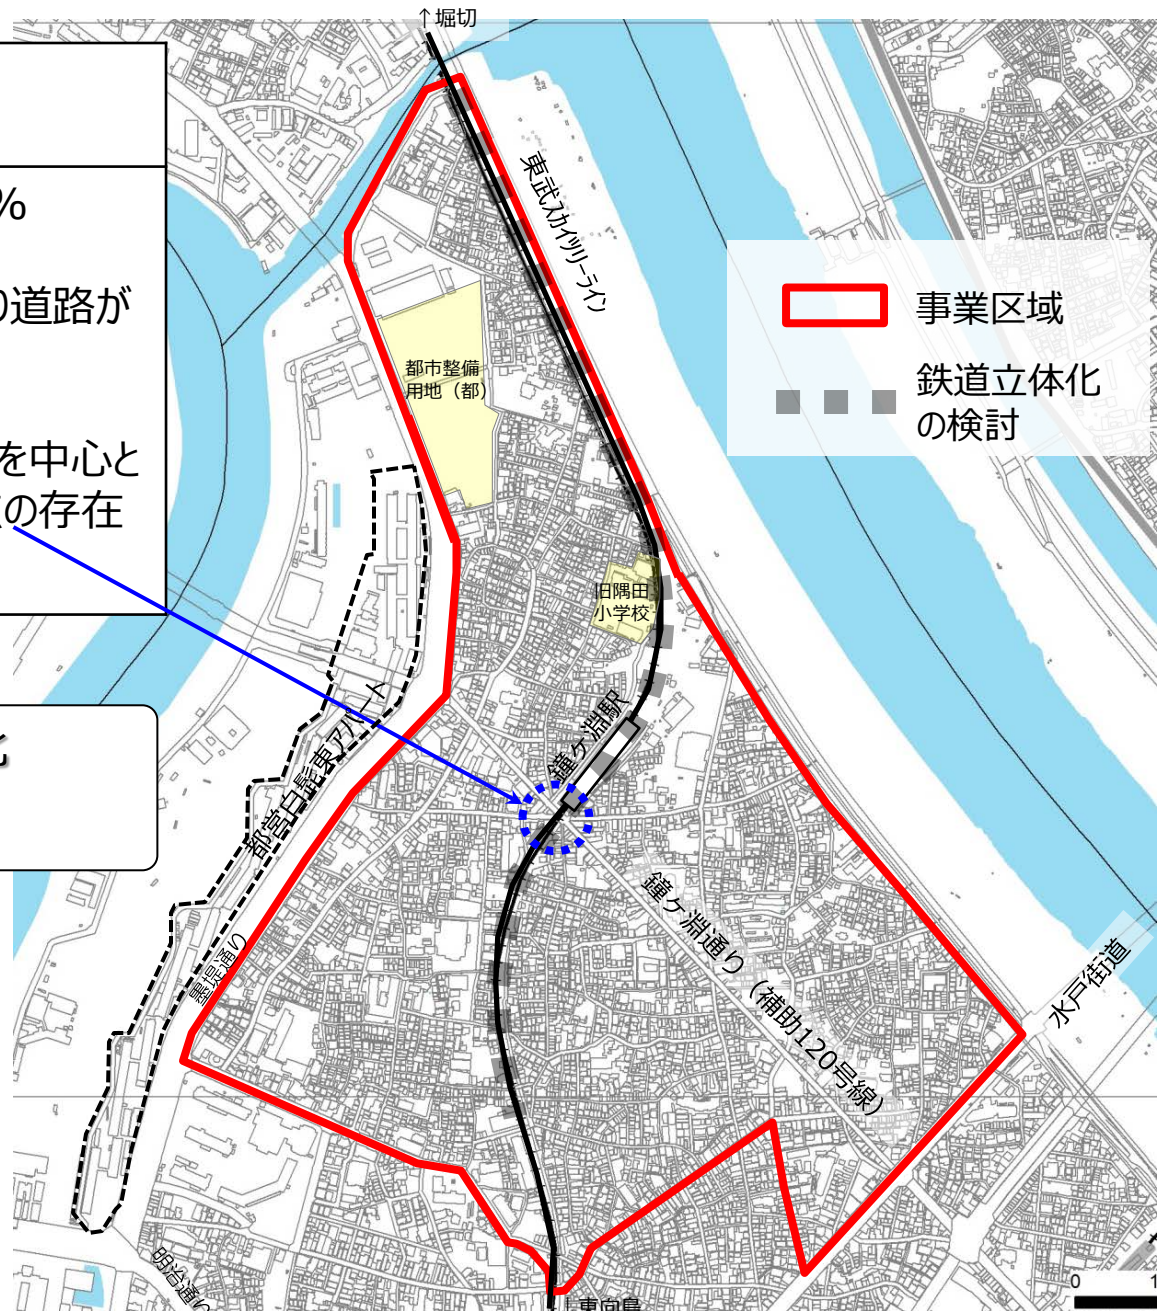 ↑堀切
%
の道路が
を中心と
の存在
化
東武ｽｶｲﾂﾘｰﾗｲﾝ
事業区域
鉄道立体化
の検討
都市整備
用地（都）
旧隅田
小学校
鐘ヶ淵駅
都営白髭東アパート
墨堤通り
鐘ヶ淵通り（補助120号線）
水戸街道
明治通り
↓東向島
0
1